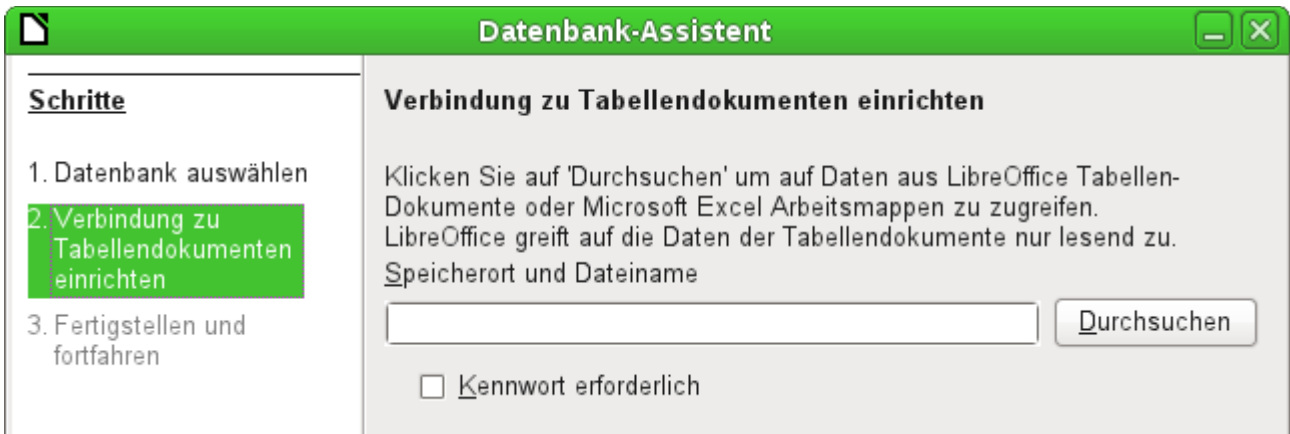 Datenbank-Assistent
Schritte
1. Datenbank auswählen
2. Verbindung zu
Tabellendokumenten
einrichten
3. Fertigstellen und
fortfahren
Verbindung zu Tabellendokumenten einrichten
Klicken Sie auf 'Durchsuchen' um auf Daten aus LibreOffice Tabellen-
Dokumente oder Microsoft Excel Arbeitsmappen zu zugreifen.
LibreOffice greift auf die Daten der Tabellendokumente nur lesend zu.
Speicherort und Dateiname
Durchsuchen
Kennwort erforderlich